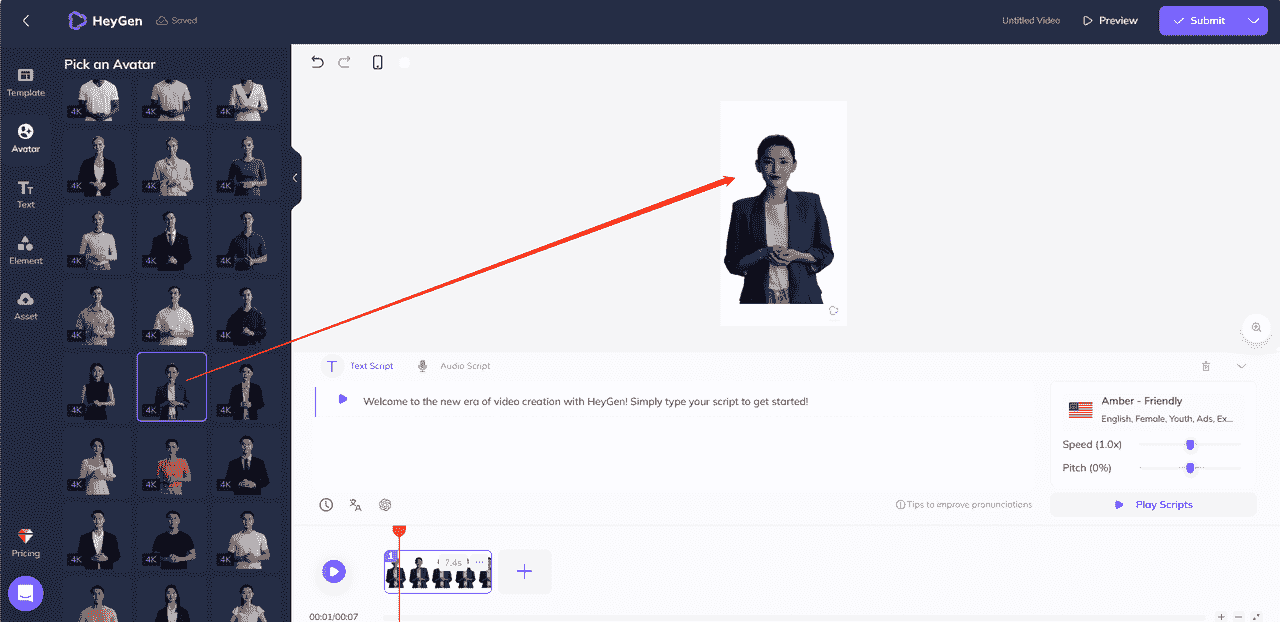 HeyGen
Saved
Untitled Video
Preview
Submit
Pick an Avatar
Template
Avatar
Text
Element
Asset
Pricing
4K 4K 4K
4K 4K 4K
4K 4K 4K
4K 4K 4K
4K 4K 4K
4K 4K 4K
4K 4K 4K
T Text Script
Audio Script
Welcome to the new era of video creation with HeyGen! Simply type your script to get started!
Amber - Friendly
English, Female, Youth, Ads, Ex...
Speed (1.0x)
Pitch (0%)
Tips to improve pronunciations
Play Scripts
1
7.4s
00:01/00:07